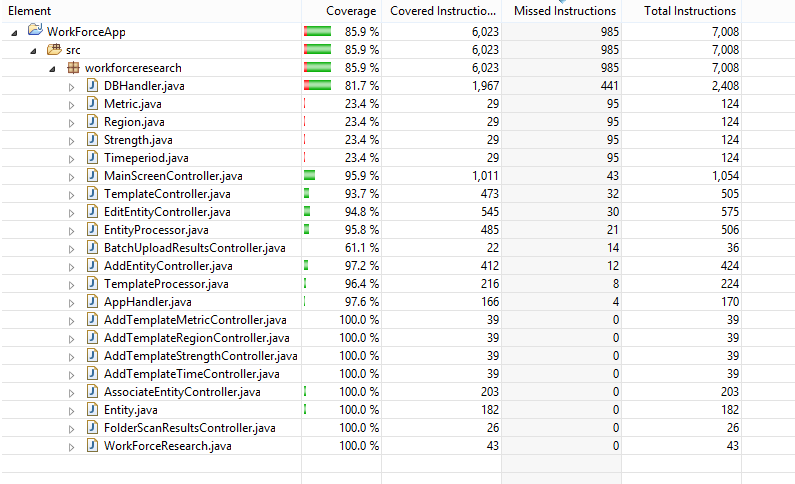 Element Coverage Covered Instructio... Missed Instructions Total Instructions
WorkForceApp 85.9 % 6,023 985 7,008
src 85.9 % 6,023 985 7,008
workforceresearch 85.9 % 6,023 985 7,008
DBHandler.java 81.7 % 1,967 441 2,408
Metric.java 23.4 % 29 95 124
Region.java 23.4 % 29 95 124
Strength.java 23.4 % 29 95 124
Timeperiod.java 23.4 % 29 95 124
MainScreenController.java 95.9 % 1,011 43 1,054
TemplateController.java 93.7 % 473 32 505
EditEntityController.java 94.8 % 545 30 575
EntityProcessor.java 95.8 % 485 21 506
BatchUploadResultsController.java 61.1 % 22 14 36
AddEntityController.java 97.2 % 412 12 424
TemplateProcessor.java 96.4 % 216 8 224
AppHandler.java 97.6 % 166 4 170
AddTemplateMetricController.java 100.0 % 39 0 39
AddTemplateRegionController.java 100.0 % 39 0 39
AddTemplateStrengthController.java 100.0 % 39 0 39
AddTemplateTimeController.java 100.0 % 39 0 39
AssociateEntityController.java 100.0 % 203 0 203
Entity.java 100.0 % 182 0 182
FolderScanResultsController.java 100.0 % 26 0 26
WorkForceResearch.java 100.0 % 43 0 43